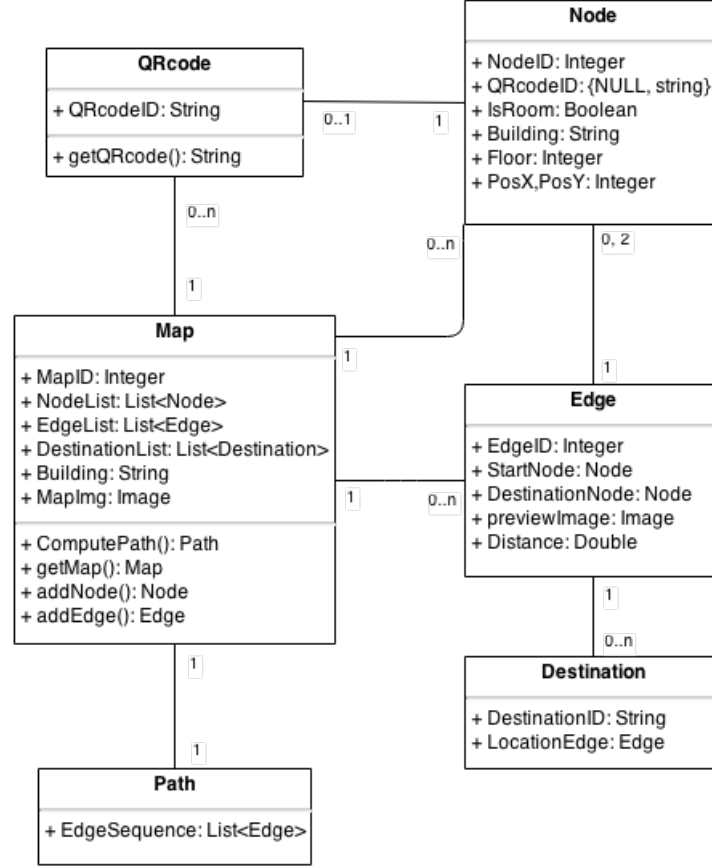 QRcode
+ QRcodeID: String
+ getQRcode(): String
Node
+ NodeID: Integer
+ QRcodeID: {NULL, string}
+ IsRoom: Boolean
+ Building: String
+ Floor: Integer
+ PosX,PosY: Integer
0..1
1
0..n
1
0..n
1
0, 2
1
Map
+ MapID: Integer
+ NodeList: List<Node>
+ EdgeList: List<Edge>
+ DestinationList: List<Destination>
+ Building: String
+ MapImg: Image
+ ComputePath(): Path
+ getMap(): Map
+ addNode(): Node
+ addEdge(): Edge
1
0..n
Edge
+ EdgeID: Integer
+ StartNode: Node
+ DestinationNode: Node
+ previewImage: Image
+ Distance: Double
1
0..n
Destination
+ DestinationID: String
+ LocationEdge: Edge
1
1
Path
+ EdgeSequence: List<Edge>